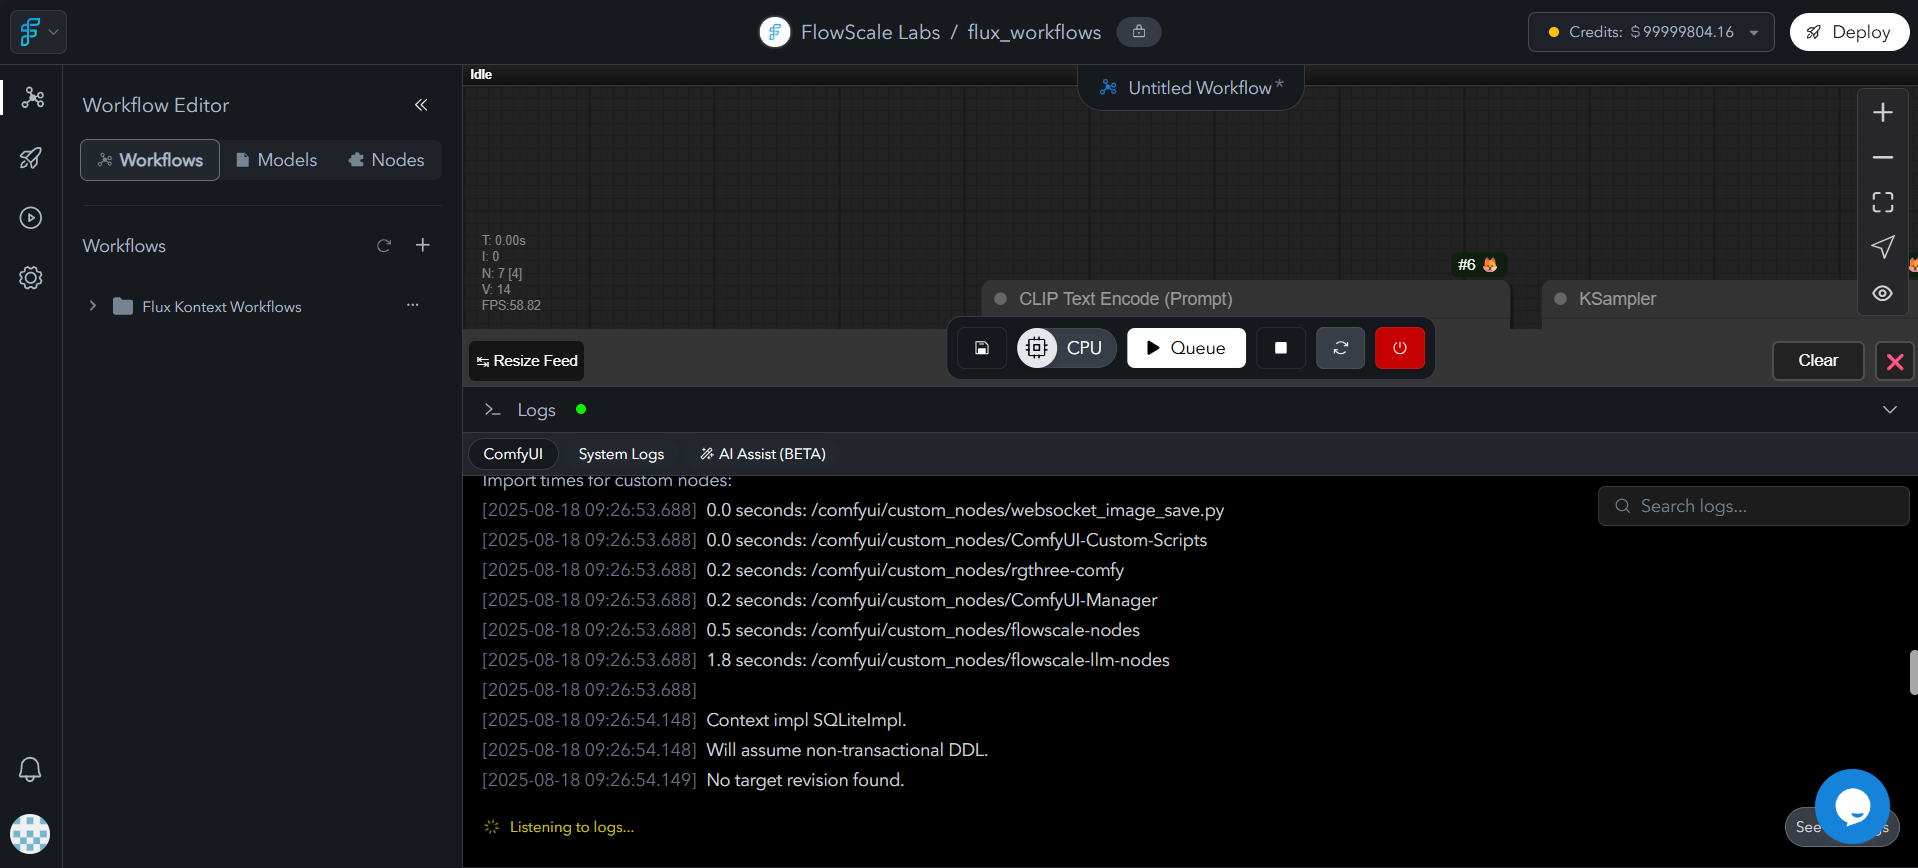 FlowScale Labs / flux_workflows
Credits: $ 99999804.16
Deploy
Workflow Editor
Workflows
Models
Nodes
Workflows
Flux Kontext Workflows
Idle
Untitled Workflow*
T: 0.00s
I: 0
N: 7 [4]
V: 14
FPS:58.82
#6
CLIP Text Encode (Prompt)
KSampler
Resize Feed
CPU
Queue
Clear
Logs
ComfyUI
System Logs
AI Assist (BETA)
Search logs...
Import times for custom nodes:
[2025-08-18 09:26:53.688] 0.0 seconds: /comfyui/custom_nodes/websocket_image_save.py
[2025-08-18 09:26:53.688] 0.0 seconds: /comfyui/custom_nodes/ComfyUI-Custom-Scripts
[2025-08-18 09:26:53.688] 0.2 seconds: /comfyui/custom_nodes/rgthree-comfy
[2025-08-18 09:26:53.688] 0.2 seconds: /comfyui/custom_nodes/ComfyUI-Manager
[2025-08-18 09:26:53.688] 0.5 seconds: /comfyui/custom_nodes/flowscale-nodes
[2025-08-18 09:26:53.688] 1.8 seconds: /comfyui/custom_nodes/flowscale-llm-nodes
[2025-08-18 09:26:53.688]
[2025-08-18 09:26:54.148] Context impl SQLiteImpl.
[2025-08-18 09:26:54.148] Will assume non-transactional DDL.
[2025-08-18 09:26:54.149] No target revision found.
Listening to logs...
See